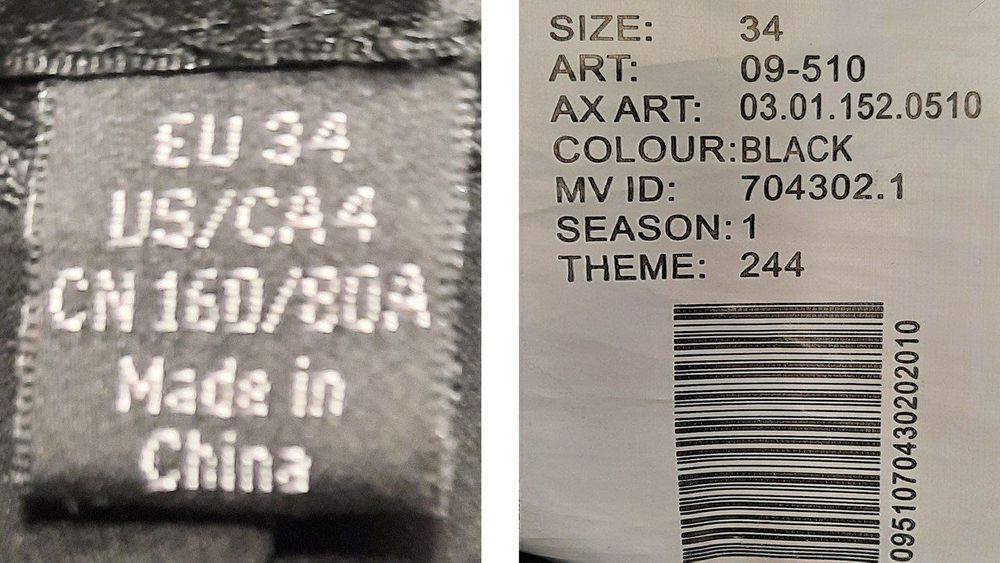 EU 34
US/CA 4
CN 160/80A
Made in
China
SIZE: 34
ART: 09-510
AX ART: 03.01.152.0510
COLOUR: BLACK
MV ID: 704302.1
SEASON: 1
THEME: 244
09510704302010